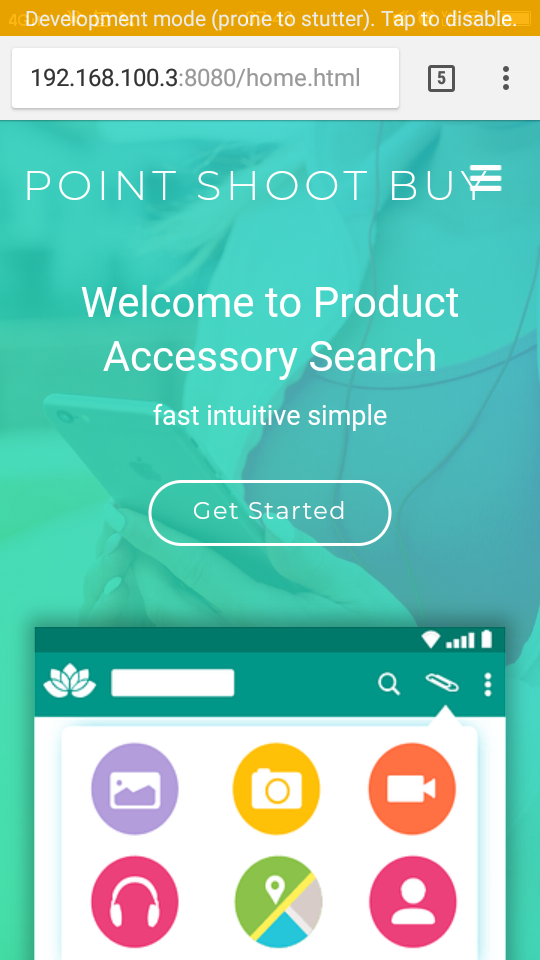 Development mode (prone to stutter). Tap to disable.
192.168.100.3:8080/home.html
5
POINT SHOOT BUY
Welcome to Product
Accessory Search
fast intuitive simple
Get Started